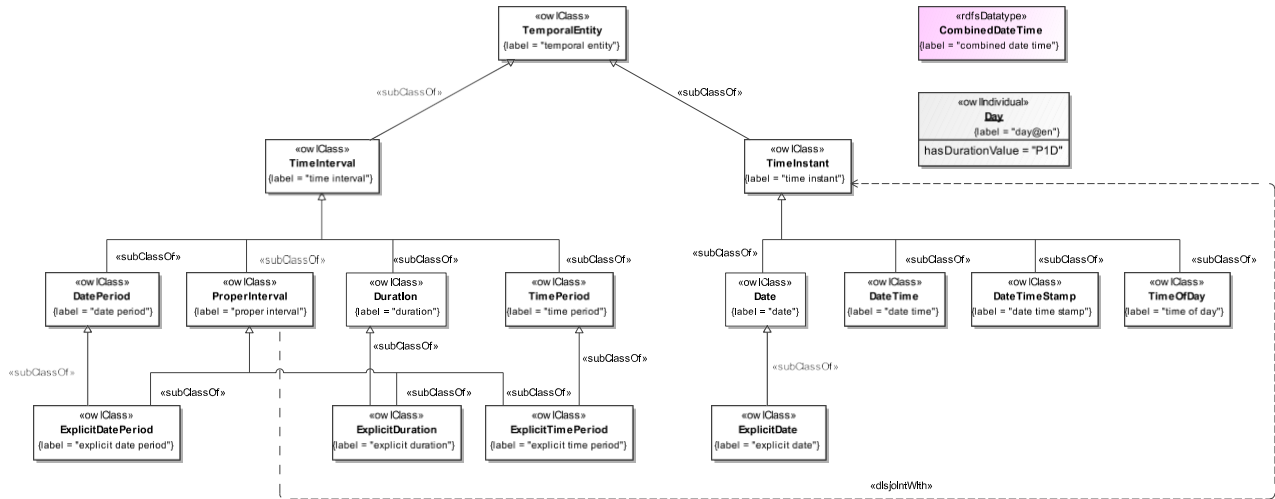 «owlClass»
TemporalEntity
{label = "temporal entity"}
«rdfsDatatype»
CombinedDateTime
{label = "combined date time"}
«subClassOf»
«subClassOf»
«owlIndividual»
Day
{label = "day@en"}
hasDurationValue = "P1D"
«owlClass»
TimeInterval
{label = "time interval"}
«owlClass»
TimeInstant
{label = "time instant"}
«subClassOf»
«subClassOf»
«subClassOf»
«subClassOf»
«subClassOf»
«subClassOf»
«subClassOf»
«owlClass»
DatePeriod
{label = "date period"}
«owlClass»
ProperInterval
{label = "proper interval"}
«owlClass»
Duration
{label = "duration"}
«owlClass»
TimePeriod
{label = "time period"}
«owlClass»
Date
{label = "date"}
«owlClass»
DateTime
{label = "date time"}
«owlClass»
DateTimeStamp
{label = "date time stamp"}
«owlClass»
TimeOfDay
{label = "time of day"}
«subClassOf»
«subClassOf»
«subClassOf»
«subClassOf»
«subClassOf»
«subClassOf»
«subClassOf»
«subClassOf»
«owlClass»
ExplicitDatePeriod
{label = "explicit date period"}
«owlClass»
ExplicitDuration
{label = "explicit duration"}
«owlClass»
ExplicitTimePeriod
{label = "explicit time period"}
«owlClass»
ExplicitDate
{label = "explicit date"}
«disjointWith»